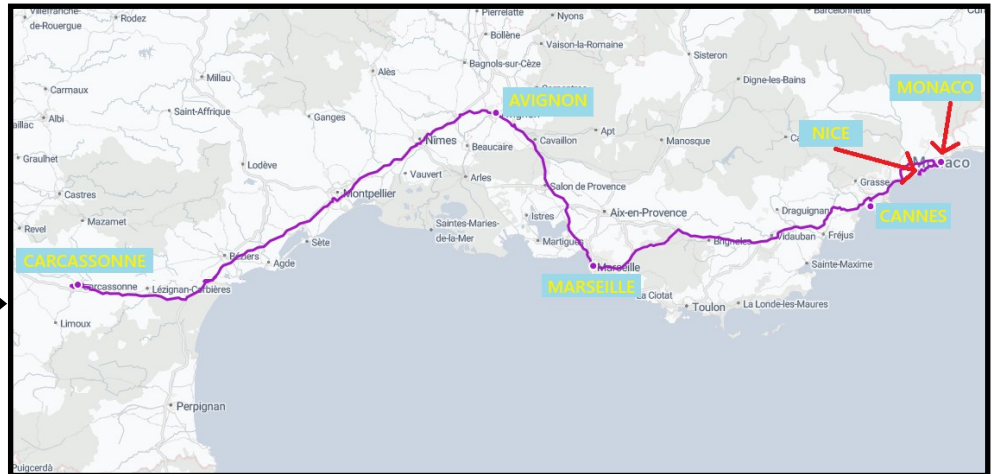 Villefranche-
de-Rouergue
Rodez
Pierrelatte
Nyons
Barcelonnette
Bollène
Vaison-la-Romaine
Sisteron
Bagnols-sur-Cèze
Millau
Alès
Digne-les-Bains
MONACO
Carmaux
AVIGNON
Albi
Saint-Affrique
Ganges
NICE
Nîmes
Beaucaire
Cavaillon
Apt
Manosque
Graulhet
Lodève
Monaco
Vauvert
Arles
Salon de Provence
Grasse
Castres
Montpellier
Mazamet
Istres
Aix-en-Provence
Draguignan
CANNES
Revel
Saintes-Maries-
de-la-Mer
Sète
Martigues
Brignoles
Vidauban
Fréjus
CARCASSONNE
Béziers
Agde
Marseille
Sainte-Maxime
Carcassonne
Lézignan-Corbières
MARSEILLE
La Ciotat
Toulon
La Londe-les-Maures
Limoux
Perpignan
Puigcerdà